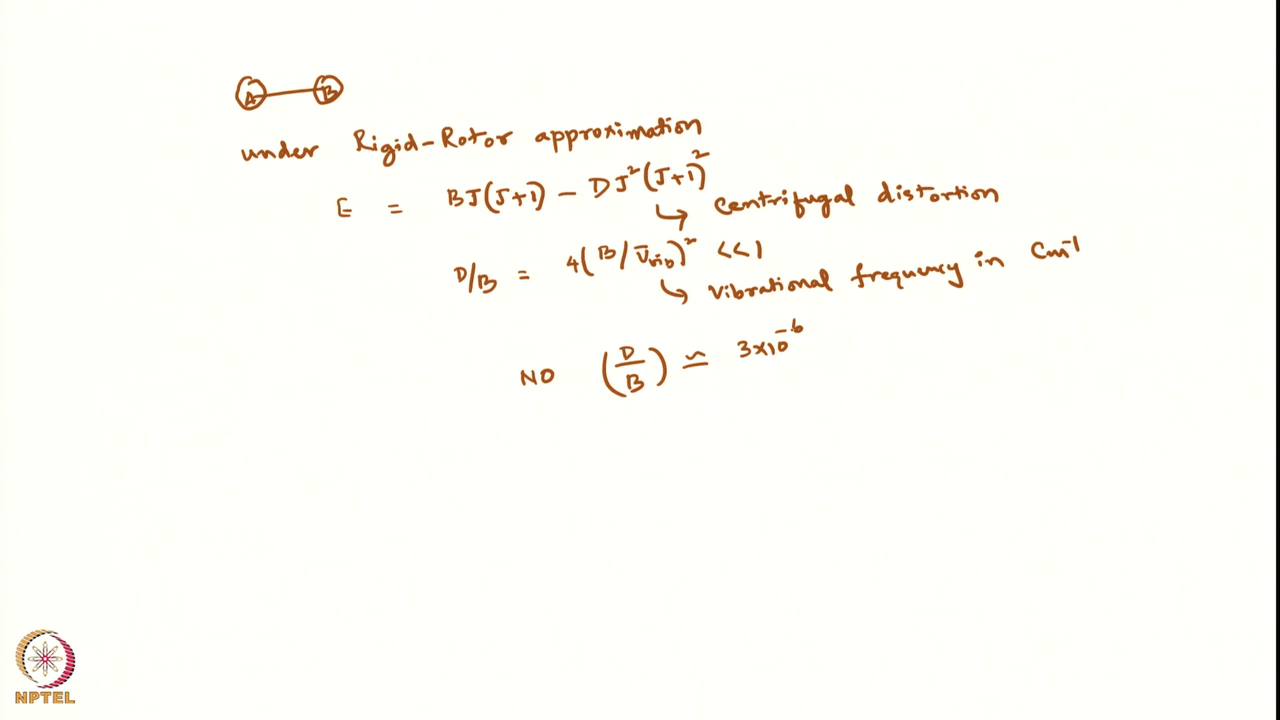 A B
under Rigid-Rotor approximation
E = BJ(J+1) - DJ²(J+1)²
↳ Centrifugal distortion
D/B = 4(B/ν̄vib)² <<1
↳ Vibrational frequency in Cm⁻¹
NO (D/B) ≃ 3×10⁻⁶
NPTEL